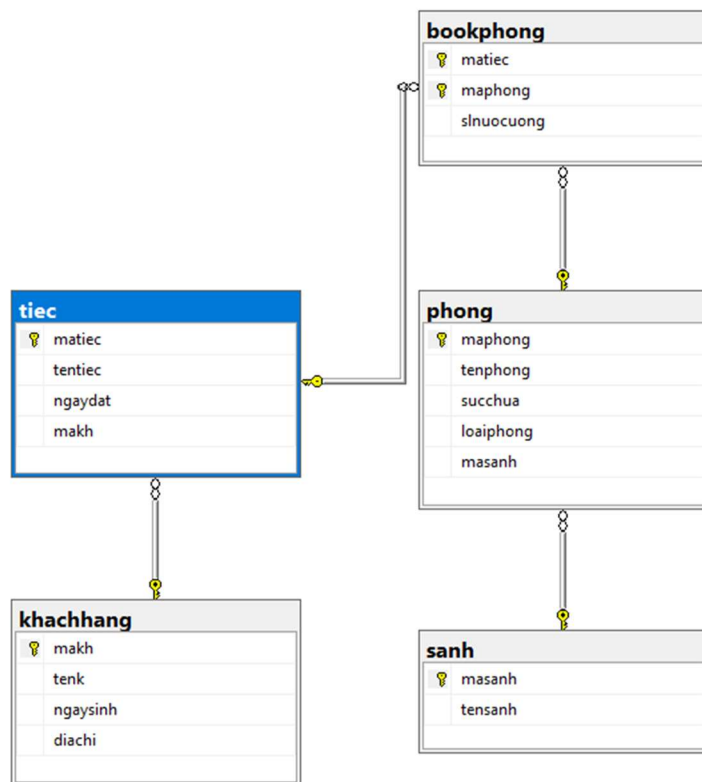 bookphong
matiec
maphong
slnuocuong
tiec
matiec
tentiec
ngaydat
makh
phong
maphong
tenphong
succhua
loaiphong
masanh
khachhang
makh
tenk
ngaysinh
diachi
sanh
masanh
tensanh